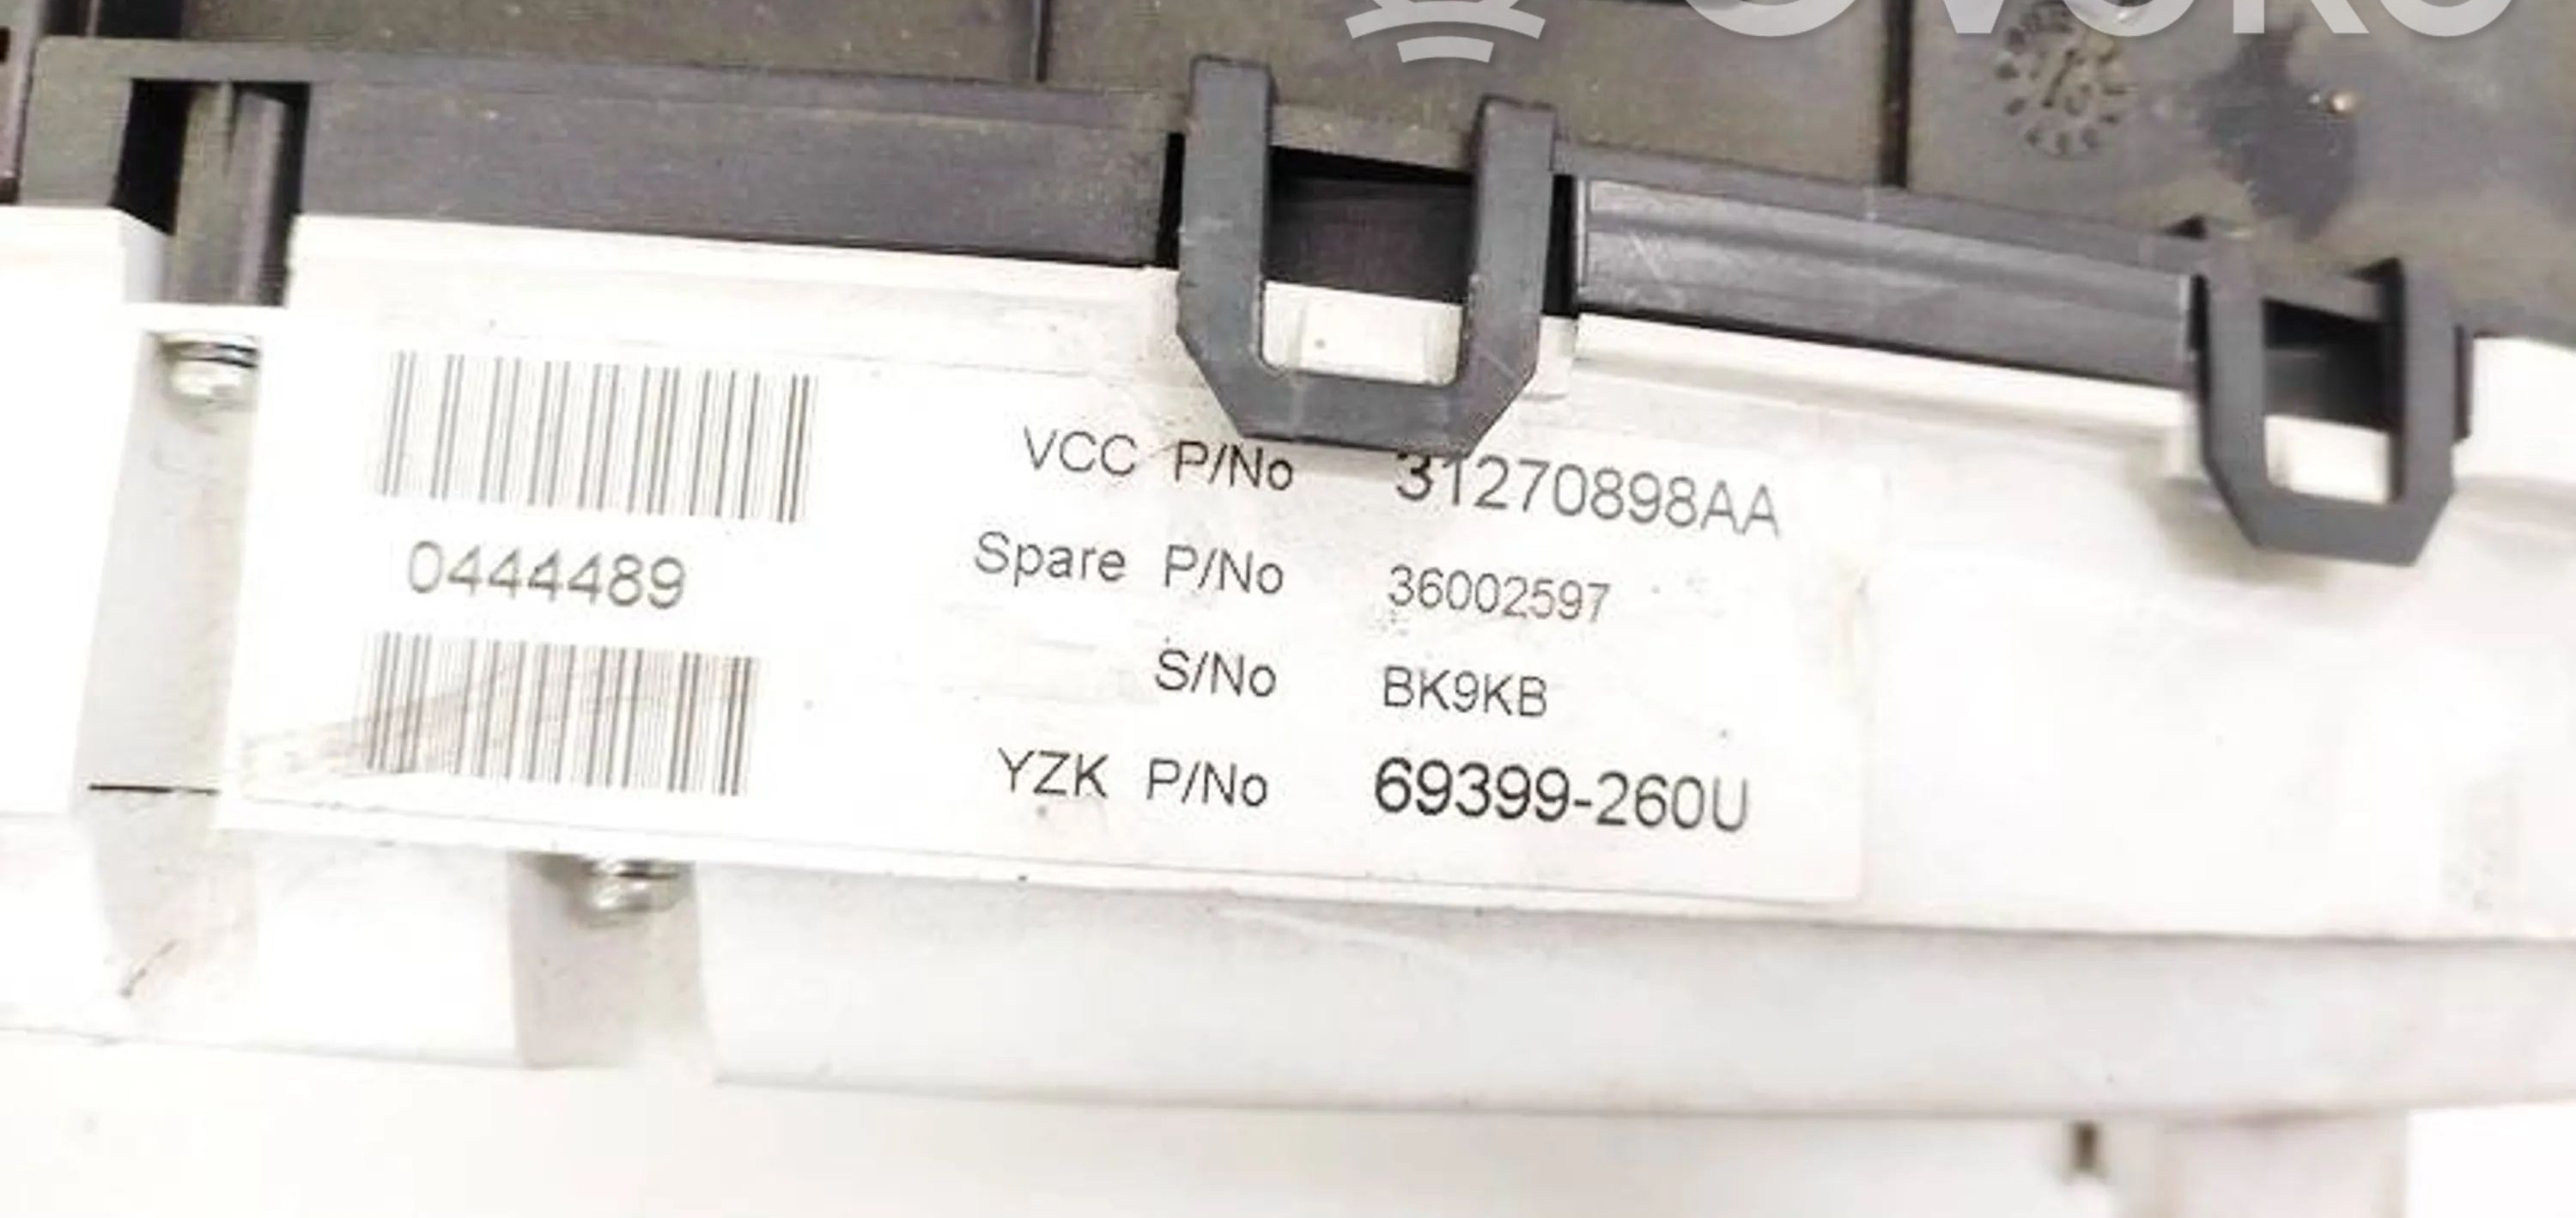 VCC P/No 31270898AA
0444489
Spare P/No 36002597
S/No BK9KB
YZK P/No 69399-260U